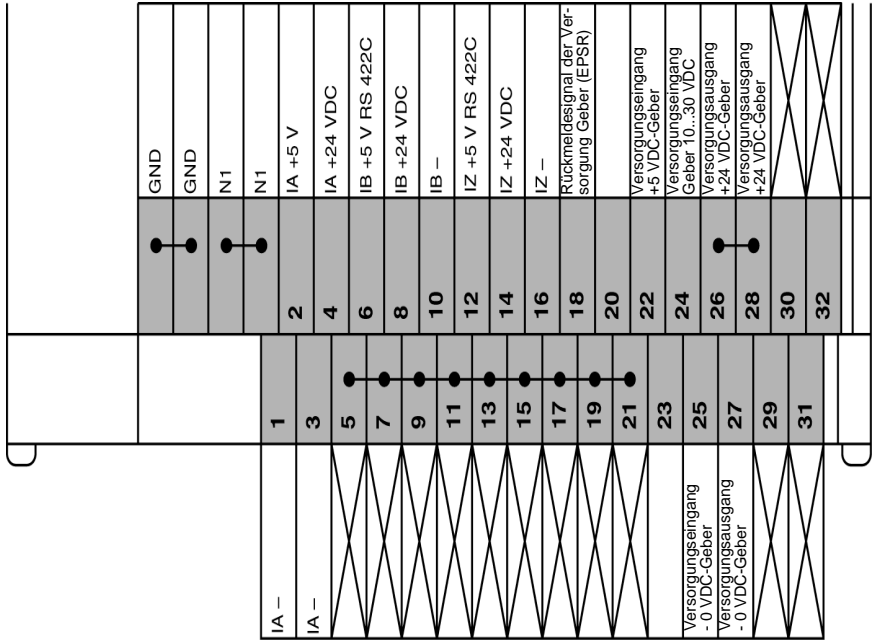 GND
GND
N1
N1
IA +5 V
IA +24 VDC
IB +5 V RS 422C
IB +24 VDC
IB –
IZ +5 V RS 422C
IZ +24 VDC
IZ –
Rückmeldesignal der Ver-
sorgung Geber (EPSR)
Versorgungseingang
+5 VDC-Geber
Versorgungseingang
Geber 10...30 VDC
Versorgungsausgang
+24 VDC-Geber
Versorgungsausgang
+24 VDC-Geber
2
4
6
8
10
12
14
16
18
20
22
24
26
28
30
32
1
3
5
7
9
11
13
15
17
19
21
23
25
27
29
31
IA –
IA –
Versorgungseingang
- 0 VDC-Geber
Versorgungsausgang
- 0 VDC-Geber